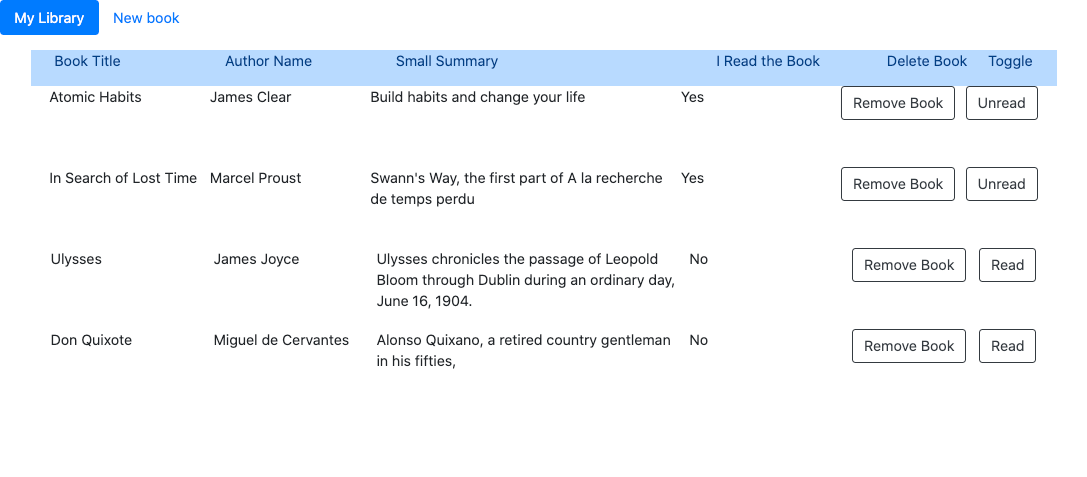 My Library New book
Book Title Author Name Small Summary I Read the Book Delete Book Toggle
Atomic Habits James Clear Build habits and change your life Yes Remove Book Unread
In Search of Lost Time Marcel Proust Swann's Way, the first part of A la recherche Yes Remove Book Unread
de temps perdu
Ulysses James Joyce Ulysses chronicles the passage of Leopold No Remove Book Read
Bloom through Dublin during an ordinary day,
June 16, 1904.
Don Quixote Miguel de Cervantes Alonso Quixano, a retired country gentleman No Remove Book Read
in his fifties,